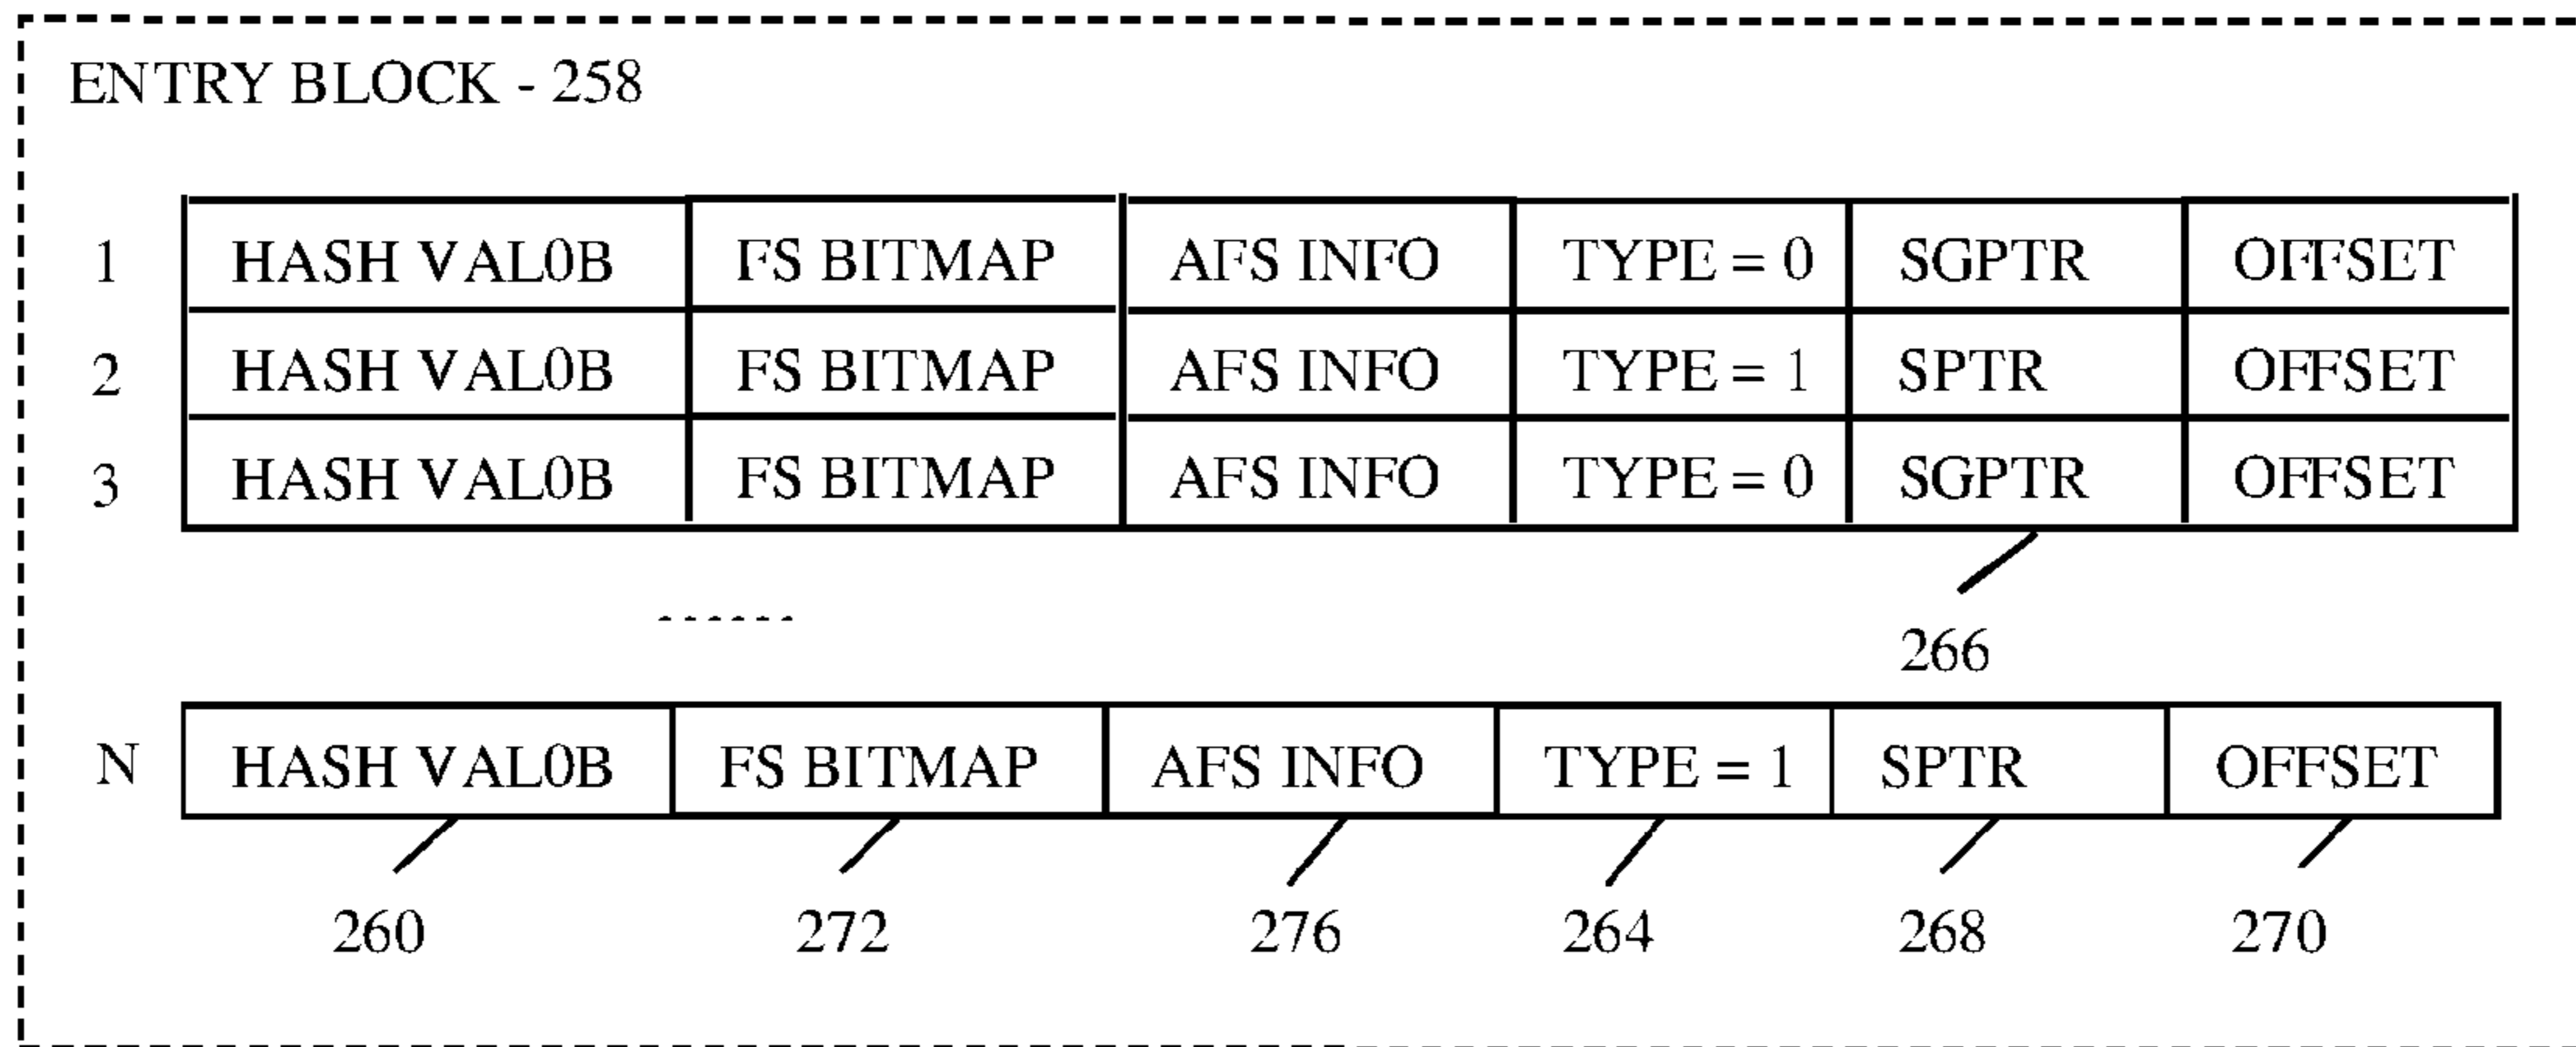 ENTRY BLOCK - 258
1 HASH VAL0B FS BITMAP AFS INFO TYPE = 0 SGPTR OFFSET
2 HASH VAL0B FS BITMAP AFS INFO TYPE = 1 SPTR OFFSET
3 HASH VAL0B FS BITMAP AFS INFO TYPE = 0 SGPTR OFFSET
......
266
N HASH VAL0B FS BITMAP AFS INFO TYPE = 1 SPTR OFFSET
260 272 276 264 268 270